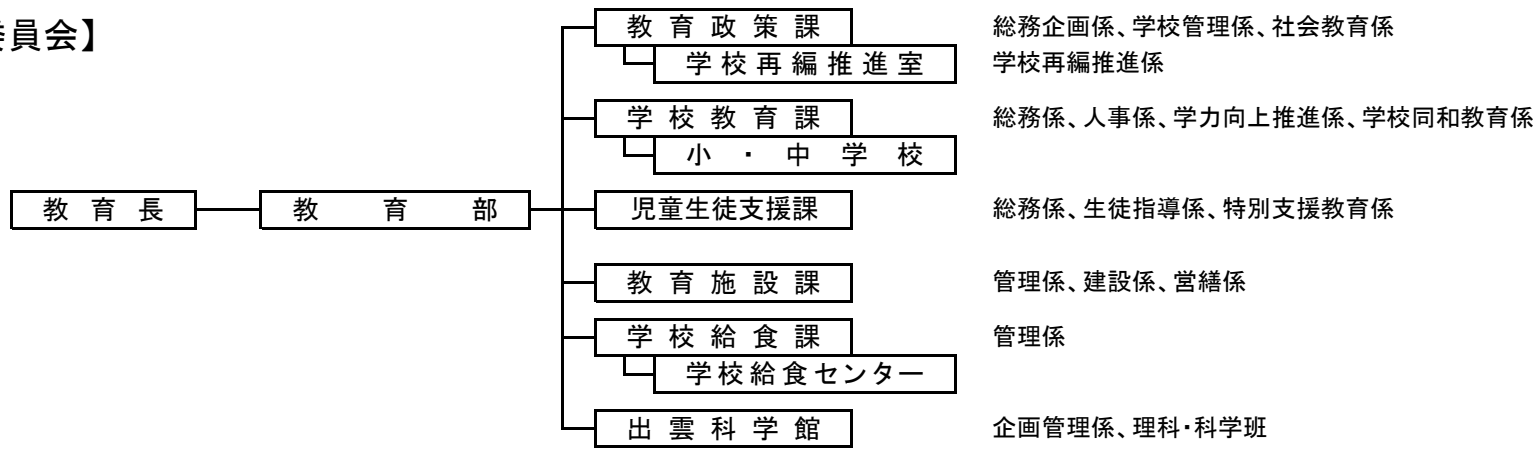 員会】
教育政策課 総務企画係、学校管理係、社会教育係
学校再編推進室 学校再編推進係
学校教育課 総務係、人事係、学力向上推進係、学校同和教育係
小・中学校
教育長 教育部 児童生徒支援課 総務係、生徒指導係、特別支援教育係
教育施設課 管理係、建設係、営繕係
学校給食課 管理係
学校給食センター
出雲科学館 企画管理係、理科・科学班